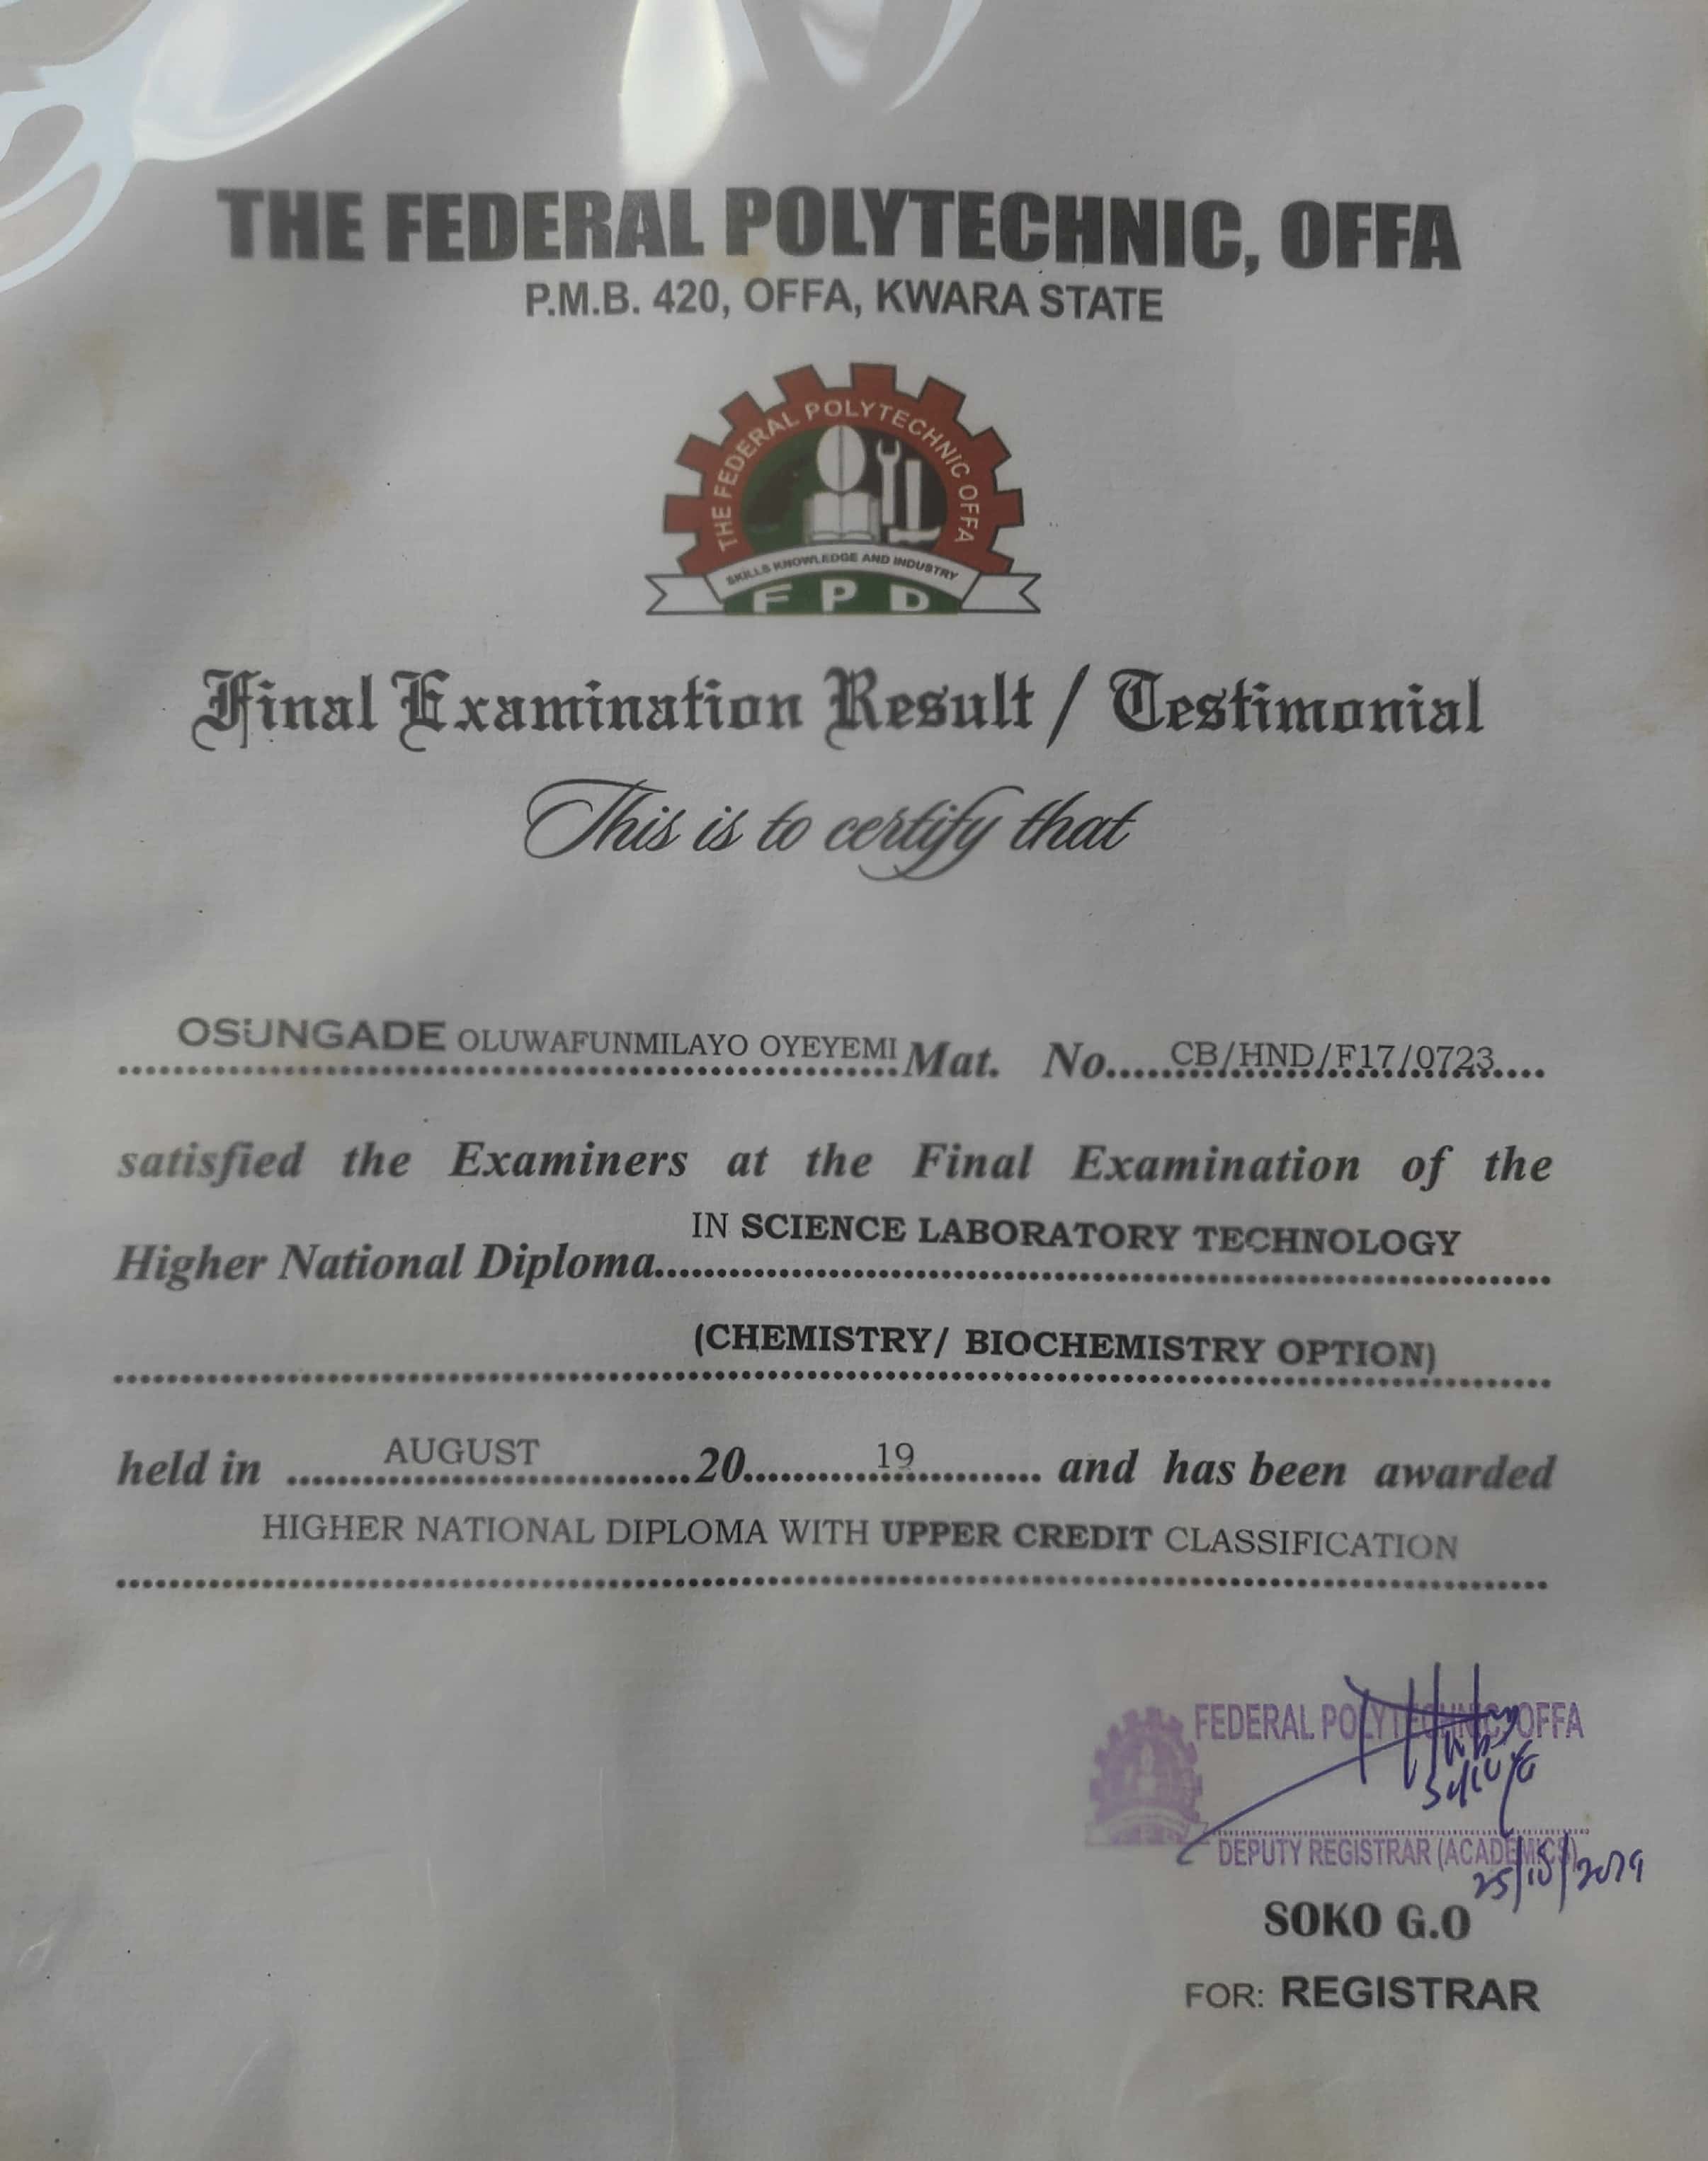 THE FEDERAL POLYTECHNIC, OFFA
P.M.B. 420, OFFA, KWARA STATE
THE FEDERAL POLYTECHNIC OFFA
SKILLS KNOWLEDGE AND INDUSTRY
F P D
Final Examination Result / Testimonial
This is to certify that
OSUNGADE OLUWAFUNMILAYO OYEYEMI Mat. No. CB/HND/F17/0723
satisfied the Examiners at the Final Examination of the
Higher National Diploma IN SCIENCE LABORATORY TECHNOLOGY
(CHEMISTRY/ BIOCHEMISTRY OPTION)
held in AUGUST 20 19 and has been awarded
HIGHER NATIONAL DIPLOMA WITH UPPER CREDIT CLASSIFICATION
FEDERAL POLYTECHNIC, OFFA
DEPUTY REGISTRAR (ACADEMICS)
25/10/2019
SOKO G.O
FOR: REGISTRAR